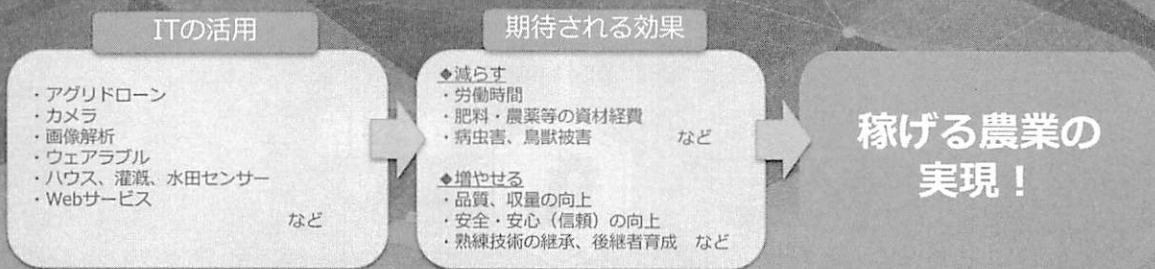 ITの活用
・アグリドローン
・カメラ
・画像解析
・ウェアラブル
・ハウス、灌漑、水田センサー
・Webサービス
など
期待される効果
◆減らす
・労働時間
・肥料・農薬等の資材経費
・病虫害、鳥獣被害 など
◆増やせる
・品質、収量の向上
・安全・安心（信頼）の向上
・熟練技術の継承、後継者育成 など
稼げる農業の
実現！